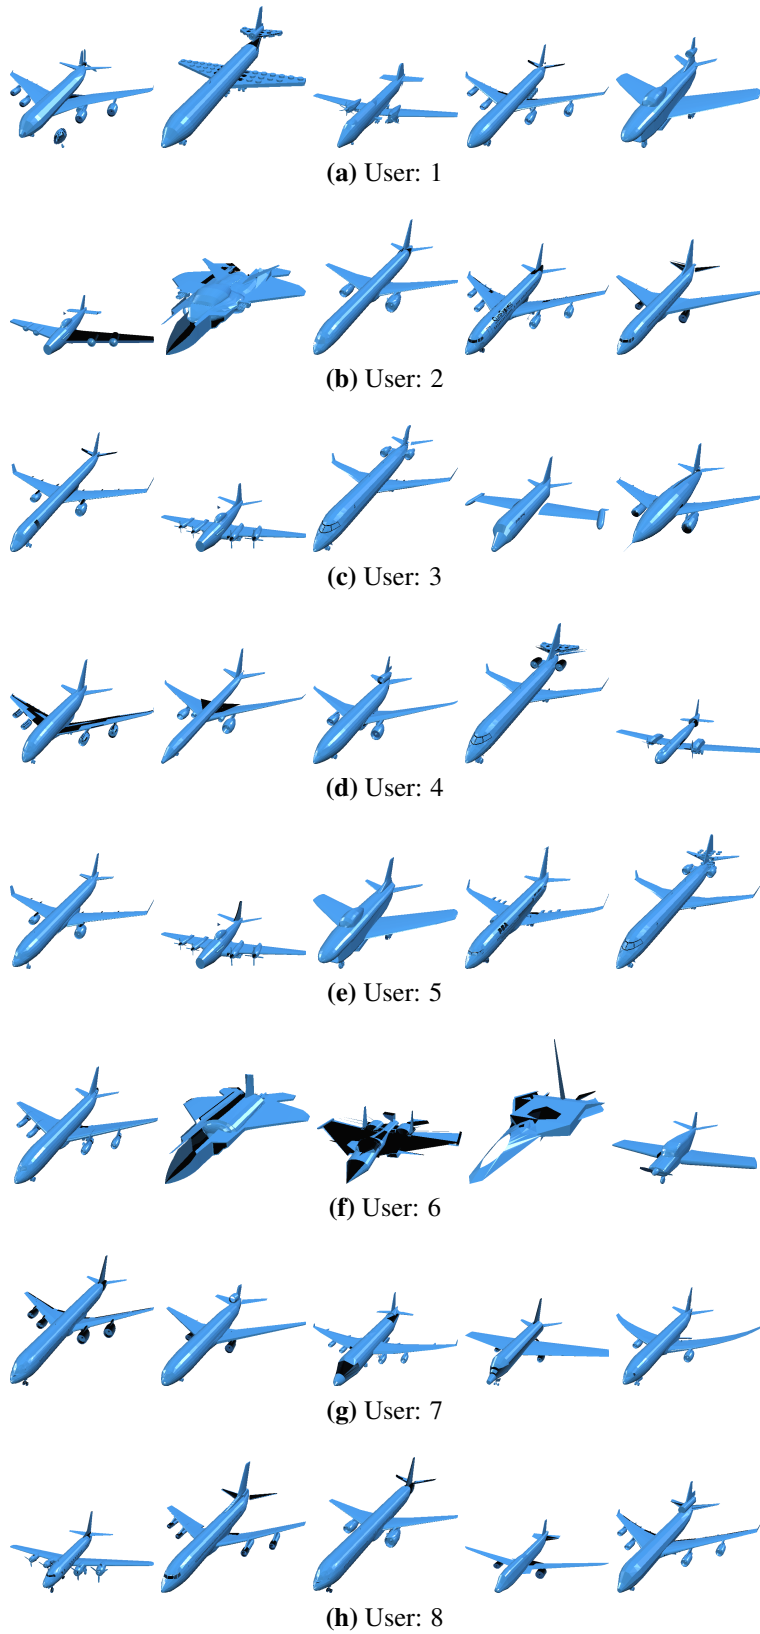 (a) User: 1
(b) User: 2
(c) User: 3
(d) User: 4
(e) User: 5
(f) User: 6
(g) User: 7
(h) User: 8